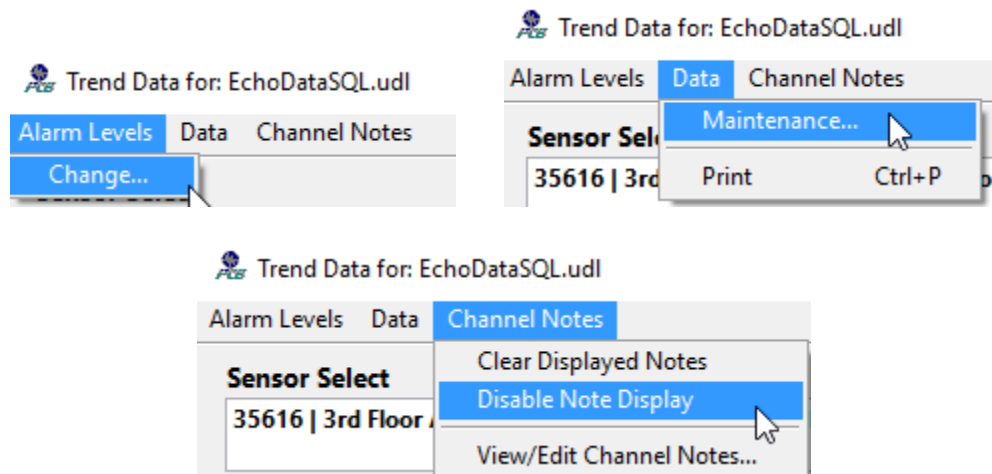 Trend Data for: EchoDataSQL.udl
Alarm Levels Data Channel Notes
Change...
Trend Data for: EchoDataSQL.udl
Alarm Levels Data Channel Notes
Maintenance...
Sensor Sel
35616 | 3rd
Print Ctrl+P
Trend Data for: EchoDataSQL.udl
Alarm Levels Data Channel Notes
Clear Displayed Notes
Sensor Select
Disable Note Display
35616 | 3rd Floor
View/Edit Channel Notes...